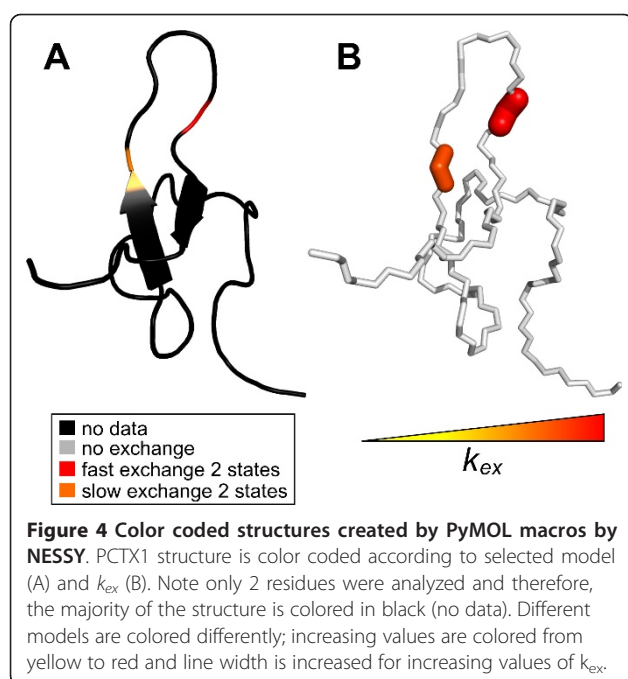 A
B
no data
no exchange
fast exchange 2 states
slow exchange 2 states
kex
Figure 4 Color coded structures created by PyMOL macros by
NESSY. PCTX1 structure is color coded according to selected model
(A) and kex (B). Note only 2 residues were analyzed and therefore,
the majority of the structure is colored in black (no data). Different
models are colored differently; increasing values are colored from
yellow to red and line width is increased for increasing values of kex.